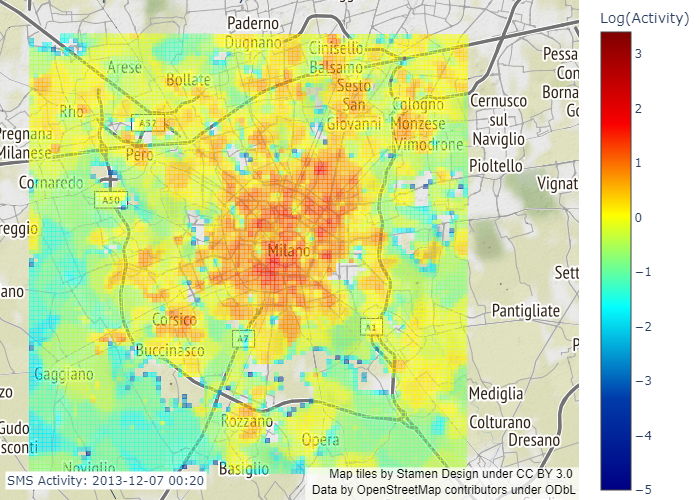 Log(Activity)
Paderno
Dugnano
Cinisello
Balsamo
Arese
Bollate
Pessa
Con
Borna
Go
Sesto
San
Giovanni
Cologno
Monzese
Vimodrone
Cernusco
sul
Naviglio
Rho
A52
Pregnana
Milanese
Pero
Pioltello
Cornaredo
Vignat
A50
reggio
Milano
Sett
ano
Pantigliate
Corsico
A7
A1
Buccinasco
P
Gaggiano
zo
Mediglia
Rozzano
Colturano
Gudo
sconti
Opera
Dresano
Noviglio
Basiglio
3
2
1
0
−1
−2
−3
−4
−5
SMS Activity: 2013-12-07 00:20
Map tiles by Stamen Design under CC BY 3.0
Data by OpenStreetMap contributors under ODbL